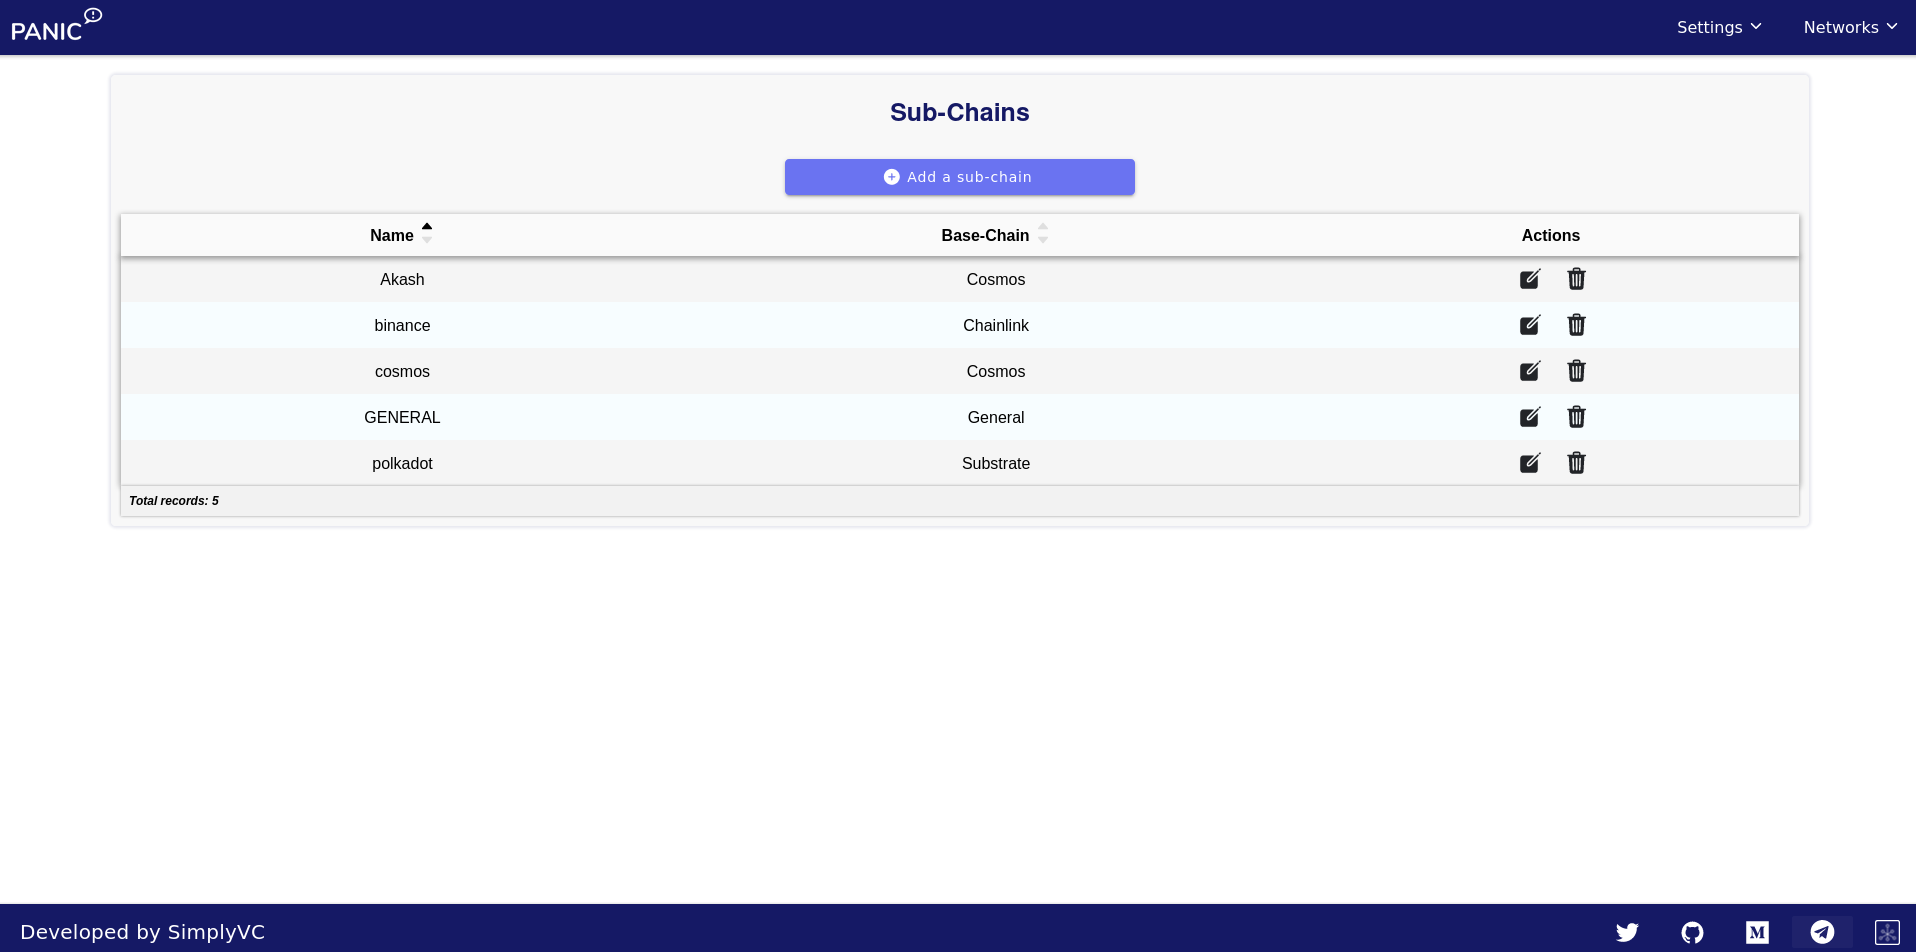 PANIC
Settings Networks
Sub-Chains
Add a sub-chain
Name Base-Chain Actions
Akash Cosmos
binance Chainlink
cosmos Cosmos
GENERAL General
polkadot Substrate
Total records: 5
Developed by SimplyVC